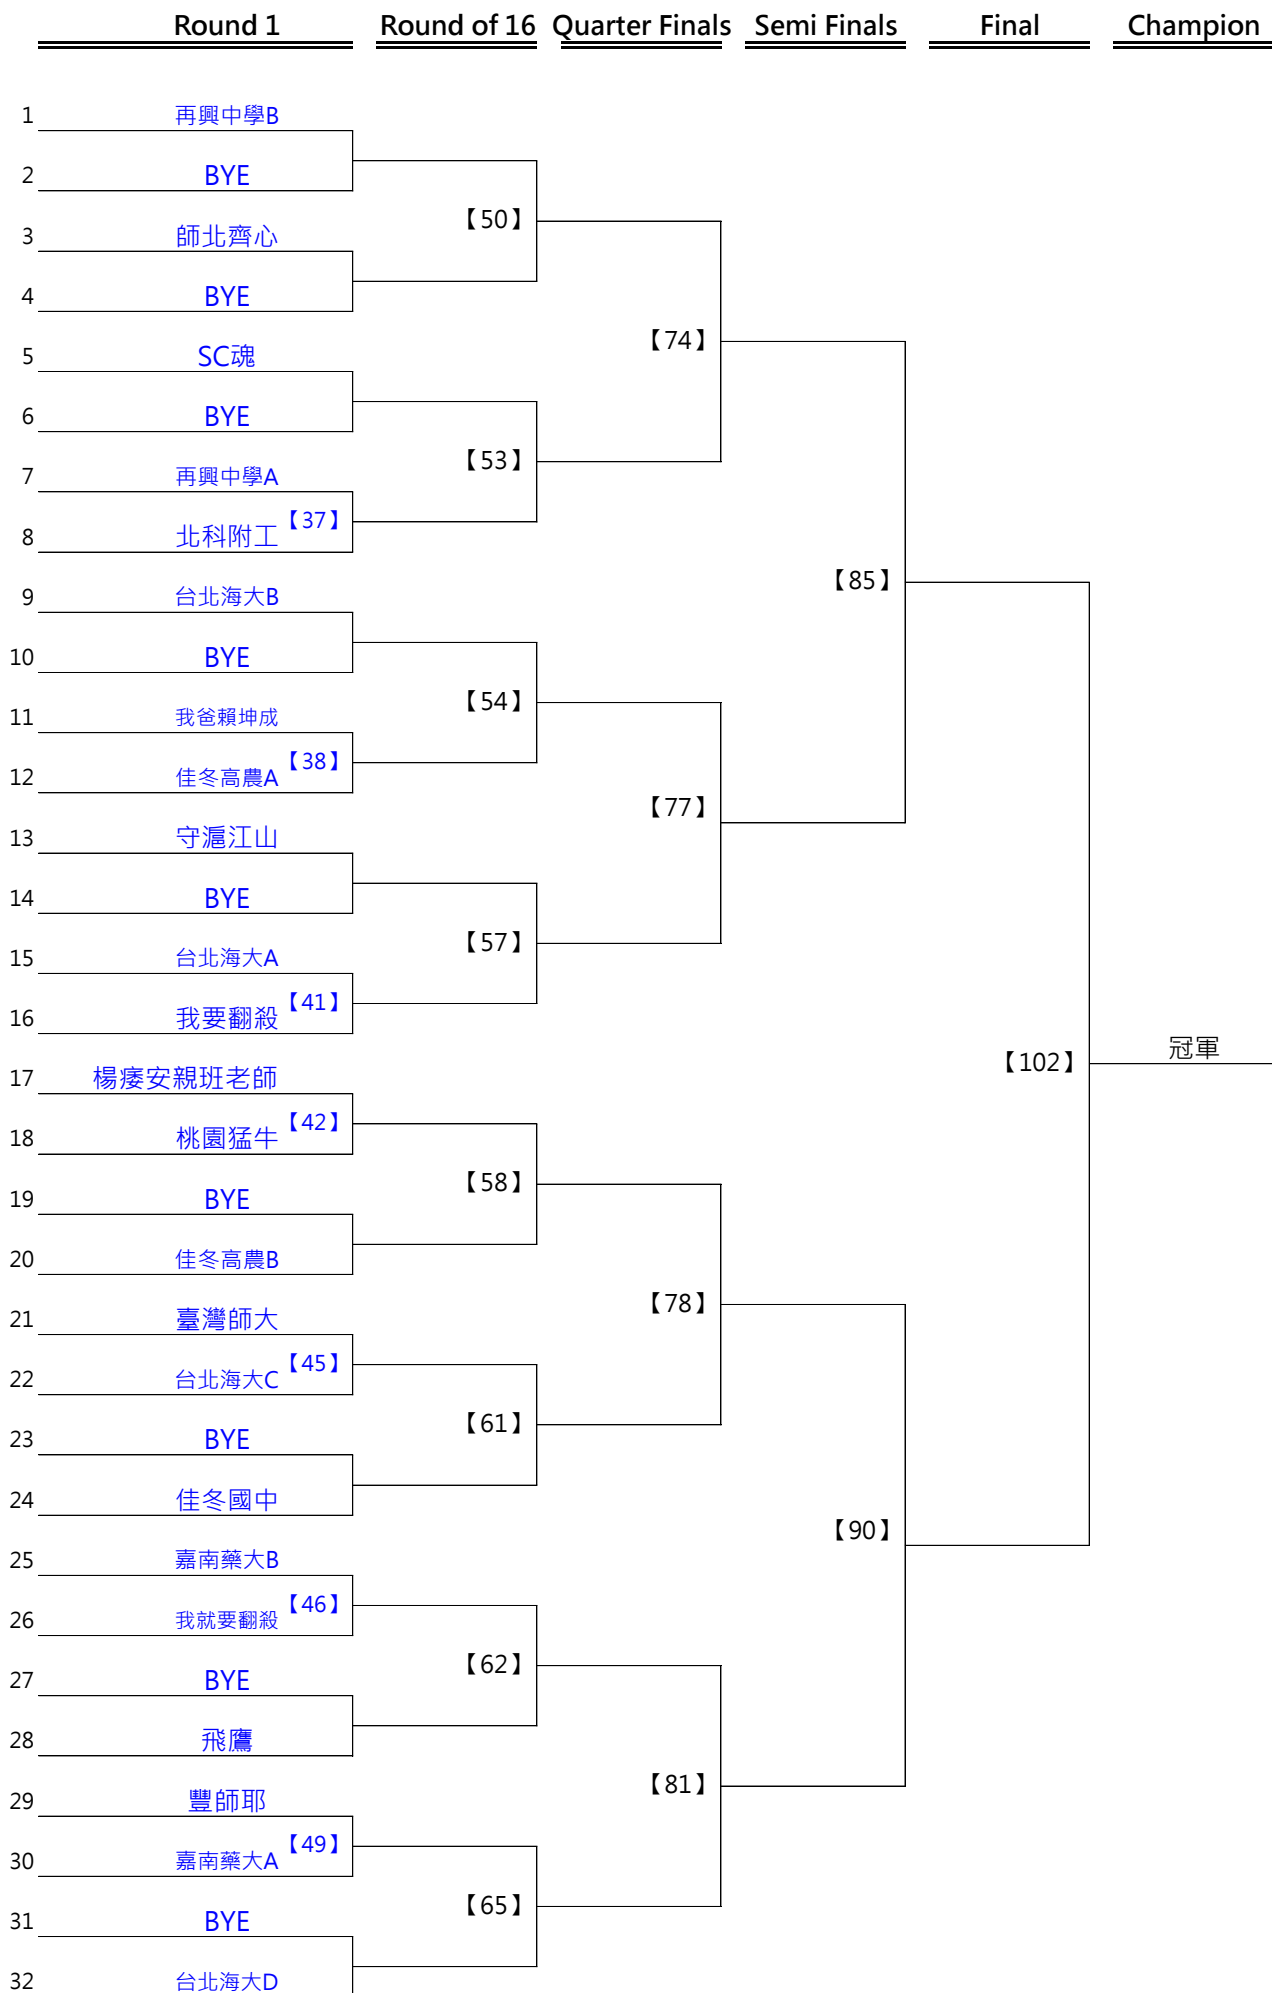 Round 1 Round of 16 Quarter Finals Semi Finals Final Champion
1 再興中學B
2 BYE
【50】
3 師北齊心
4 BYE
【74】
5 SC魂
6 BYE
【53】
7 再興中學A
【37】
8 北科附工
【85】
9 台北海大B
10 BYE
【54】
11 我爸賴坤成
【38】
12 佳冬高農A
【77】
13 守滬江山
14 BYE
【57】
15 台北海大A
【41】
16 我要翻殺
【102】 冠軍
17 楊痿安親班老師
【42】
18 桃園猛牛
【58】
19 BYE
20 佳冬高農B
【78】
21 臺灣師大
【45】
22 台北海大C
【61】
23 BYE
24 佳冬國中
【90】
25 嘉南藥大B
【46】
26 我就要翻殺
【62】
27 BYE
28 飛鷹
【81】
29 豐師耶
【49】
30 嘉南藥大A
【65】
31 BYE
32 台北海大D